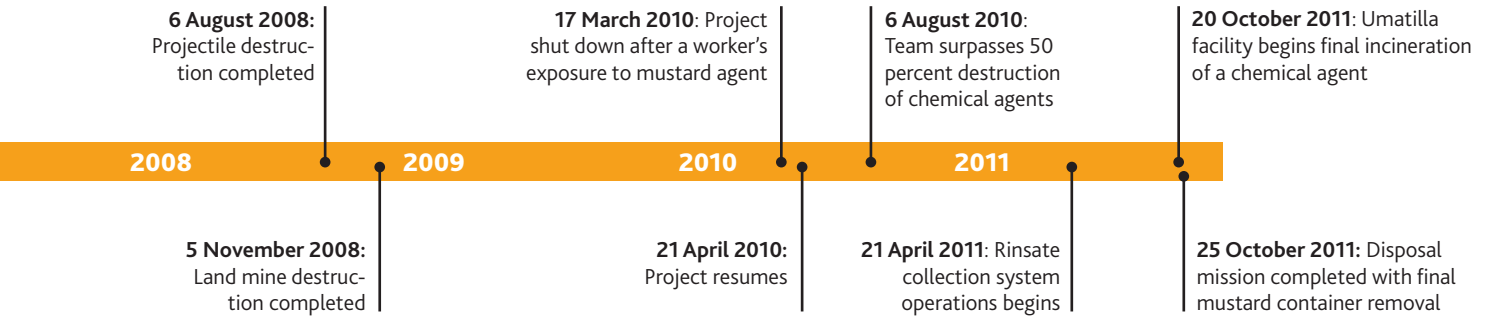 6 August 2008:
Projectile destruc-
tion completed
17 March 2010: Project
shut down after a worker's
exposure to mustard agent
6 August 2010:
Team surpasses 50
percent destruction
of chemical agents
20 October 2011: Umatilla
facility begins final incineration
of a chemical agent
2008
2009
2010
2011
5 November 2008:
Land mine destruc-
tion completed
21 April 2010:
Project resumes
21 April 2011: Rinsate
collection system
operations begins
25 October 2011: Disposal
mission completed with final
mustard container removal